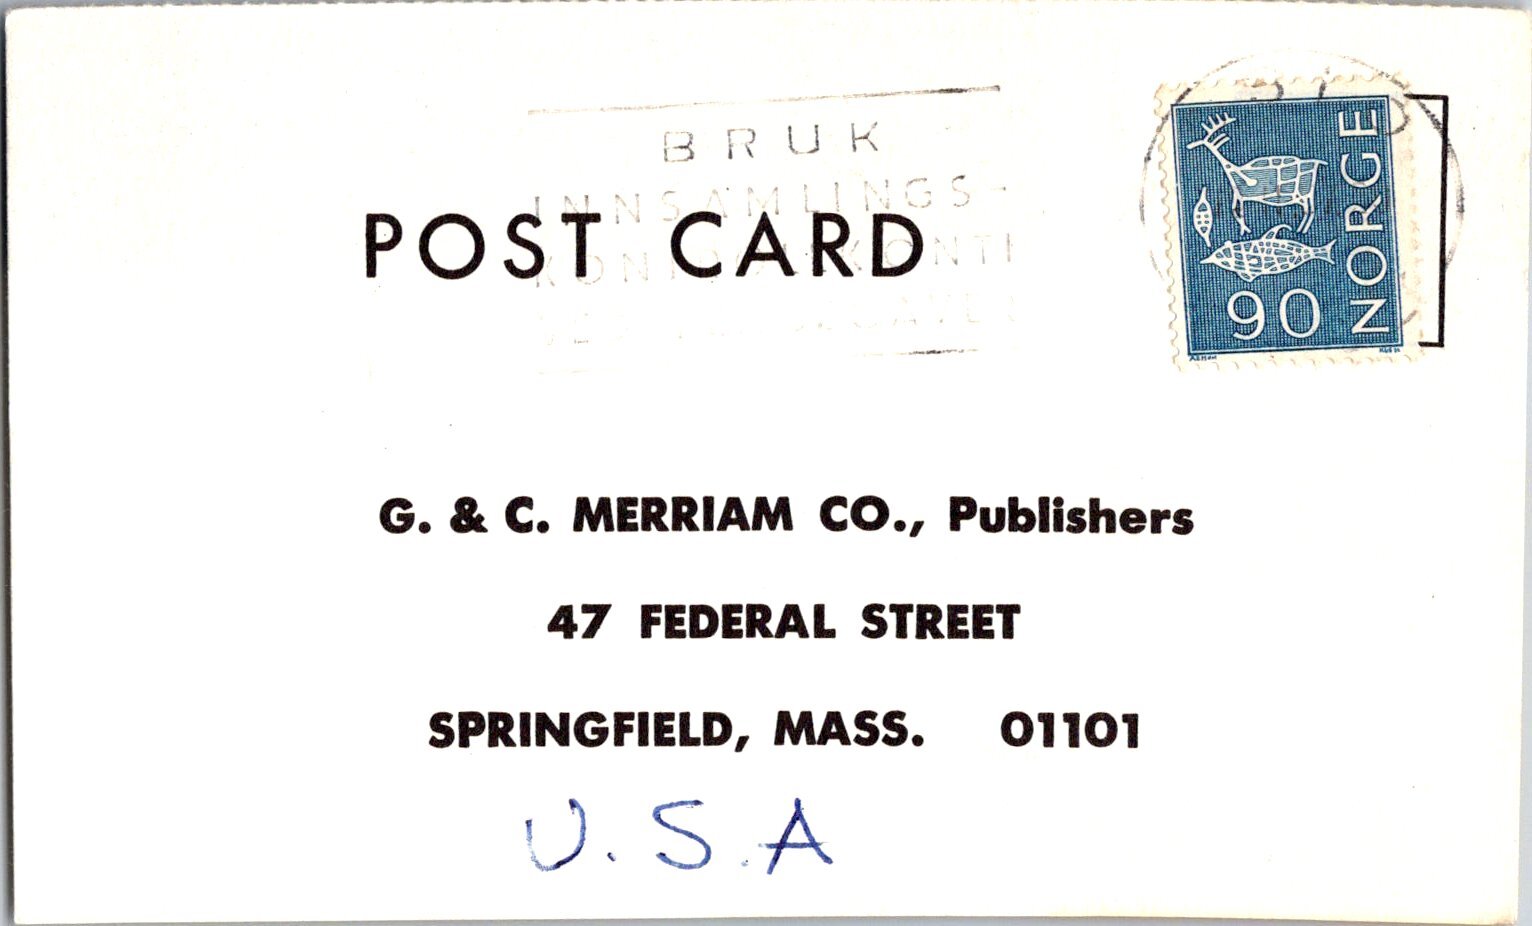 BRUK
INNSAMLINGS-
POST CARD
NORGE
90
G. & C. MERRIAM CO., Publishers
47 FEDERAL STREET
SPRINGFIELD, MASS. 01101
U.S.A